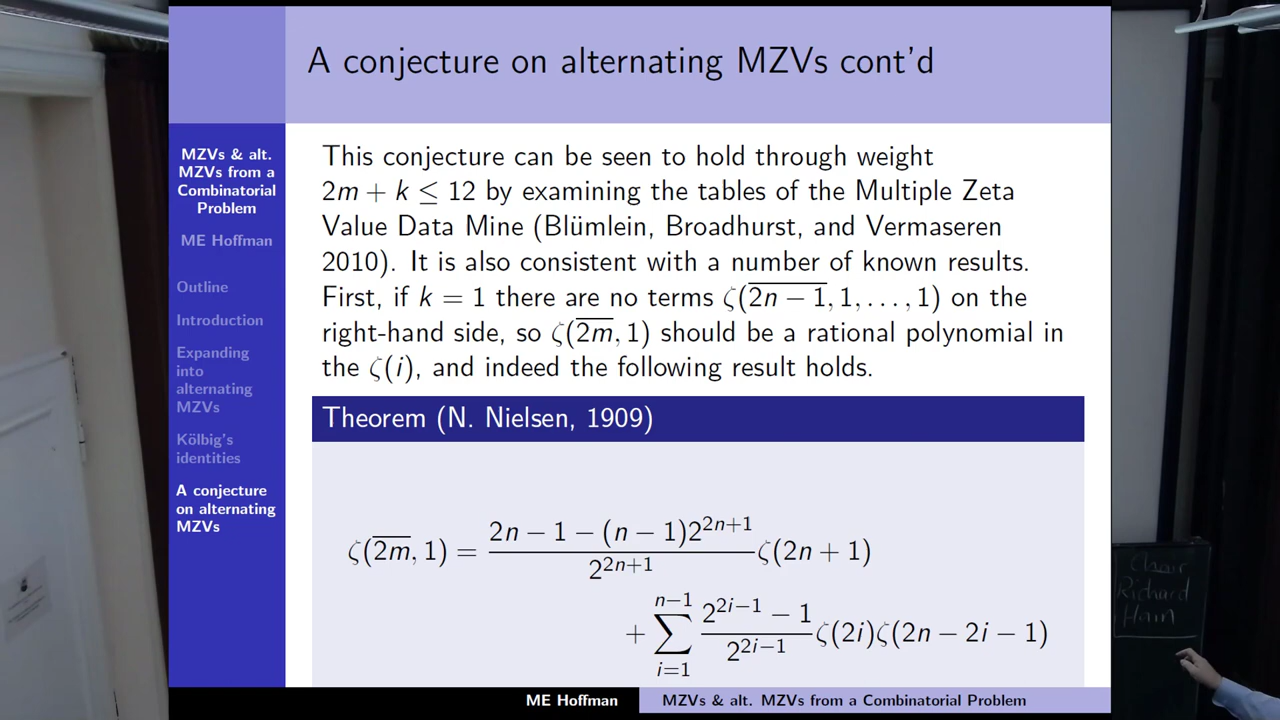 A conjecture on alternating MZVs cont'd
MZVs & alt.
MZVs from a
Combinatorial
Problem
ME Hoffman
Outline
Introduction
Expanding
into
alternating
MZVs
Kölbig's
identities
A conjecture
on alternating
MZVs
This conjecture can be seen to hold through weight
2m + k ≤ 12 by examining the tables of the Multiple Zeta
Value Data Mine (Blümlein, Broadhurst, and Vermaseren
2010). It is also consistent with a number of known results.
First, if k = 1 there are no terms ζ(\overline{2n − 1}, 1, . . . , 1) on the
right-hand side, so ζ(\overline{2m}, 1) should be a rational polynomial in
the ζ(i), and indeed the following result holds.
Theorem (N. Nielsen, 1909)
ζ(\overline{2m}, 1) = \frac{2n − 1 − (n − 1)2^{2n+1}}{2^{2n+1}} ζ(2n + 1)
+ \sum_{i=1}^{n−1} \frac{2^{2i−1} − 1}{2^{2i−1}} ζ(2i)ζ(2n − 2i − 1)
ME Hoffman
MZVs & alt. MZVs from a Combinatorial Problem
Chair
Richard
Hain